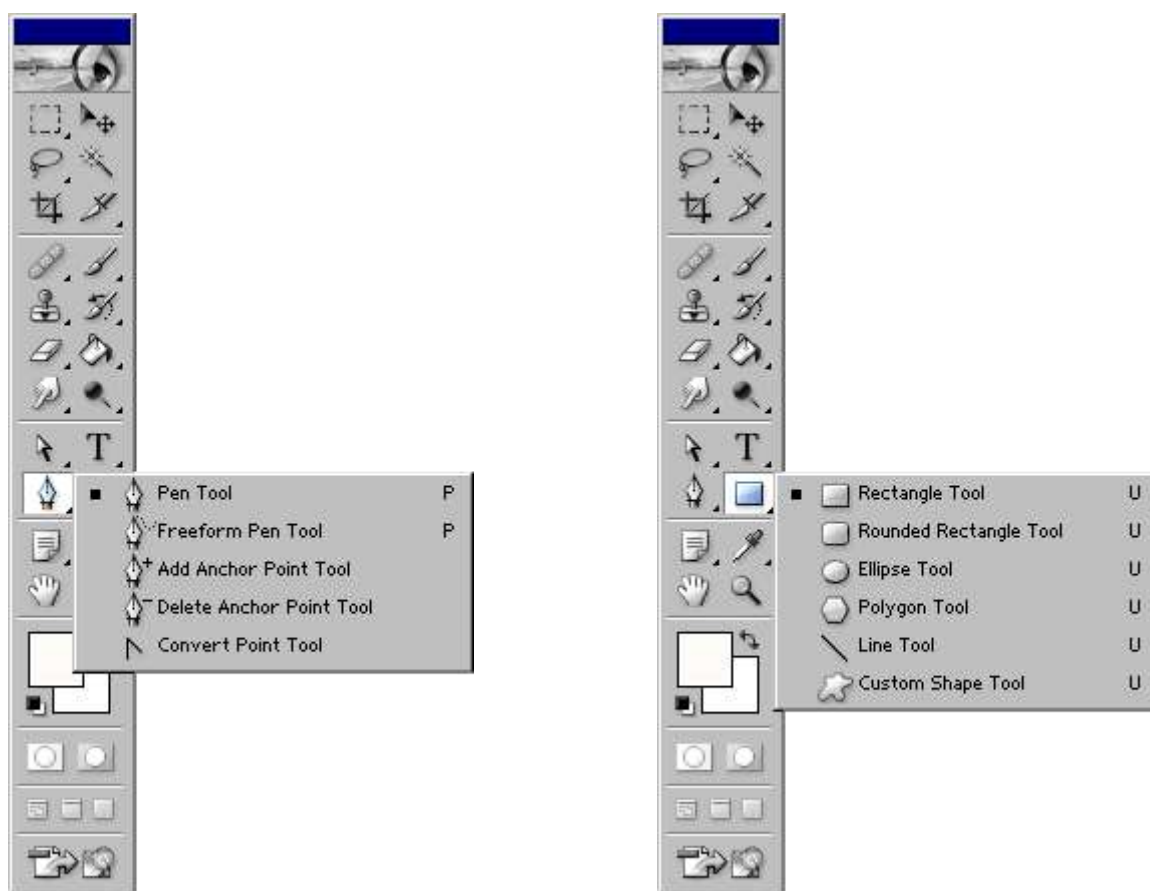 T
Pen Tool P
Freeform Pen Tool P
Add Anchor Point Tool
Delete Anchor Point Tool
Convert Point Tool
T
Rectangle Tool U
Rounded Rectangle Tool U
Ellipse Tool U
Polygon Tool U
Line Tool U
Custom Shape Tool U